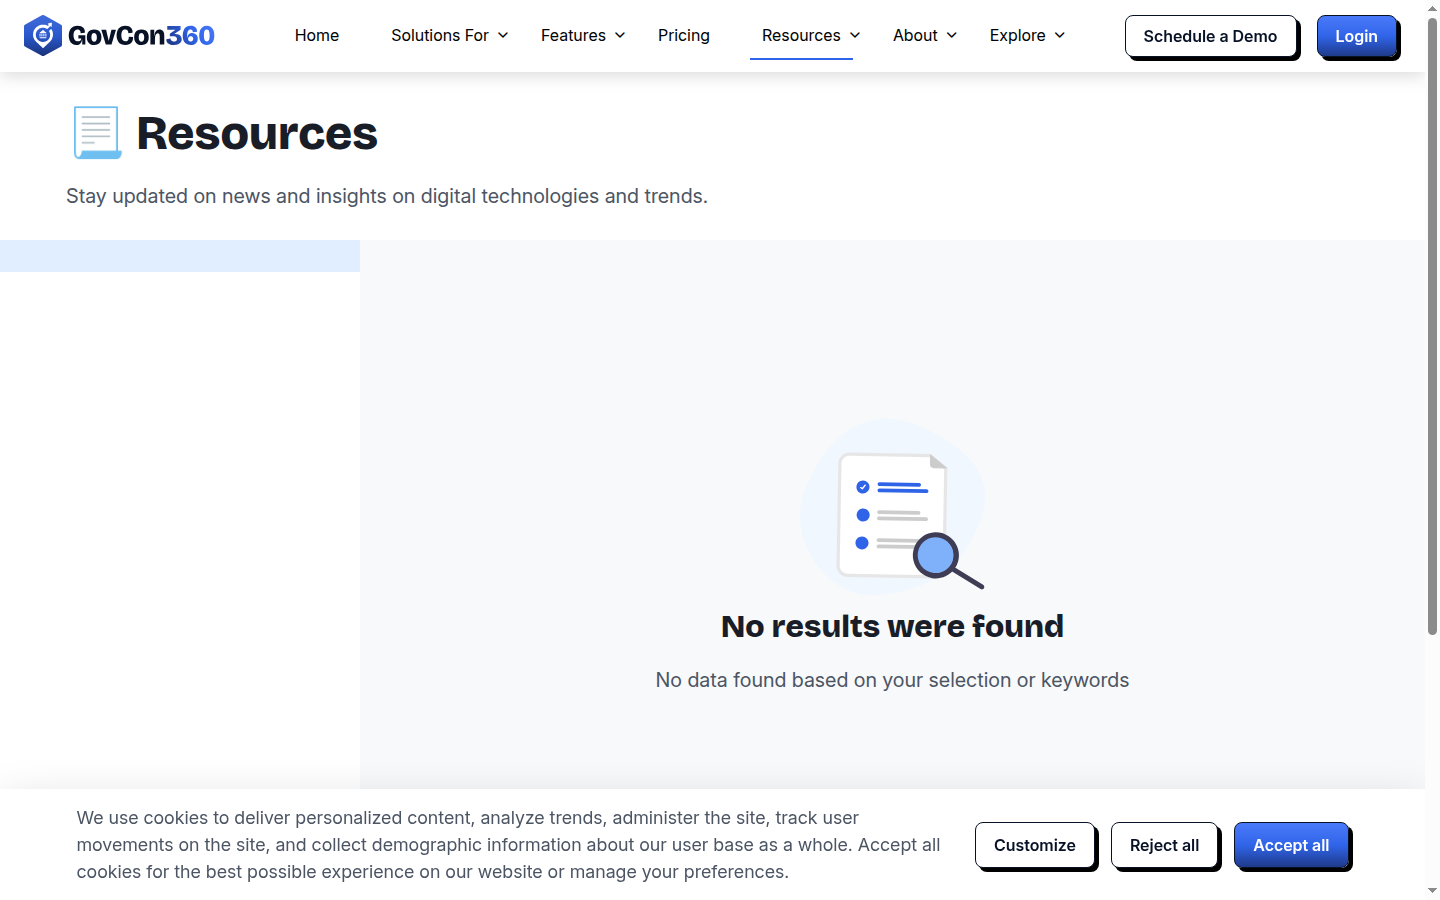 GovCon360
Home
Solutions For
Features
Pricing
Resources
About
Explore
Schedule a Demo
Login
Resources
Stay updated on news and insights on digital technologies and trends.
No results were found
No data found based on your selection or keywords
We use cookies to deliver personalized content, analyze trends, administer the site, track user
movements on the site, and collect demographic information about our user base as a whole. Accept all
cookies for the best possible experience on our website or manage your preferences.
Customize
Reject all
Accept all